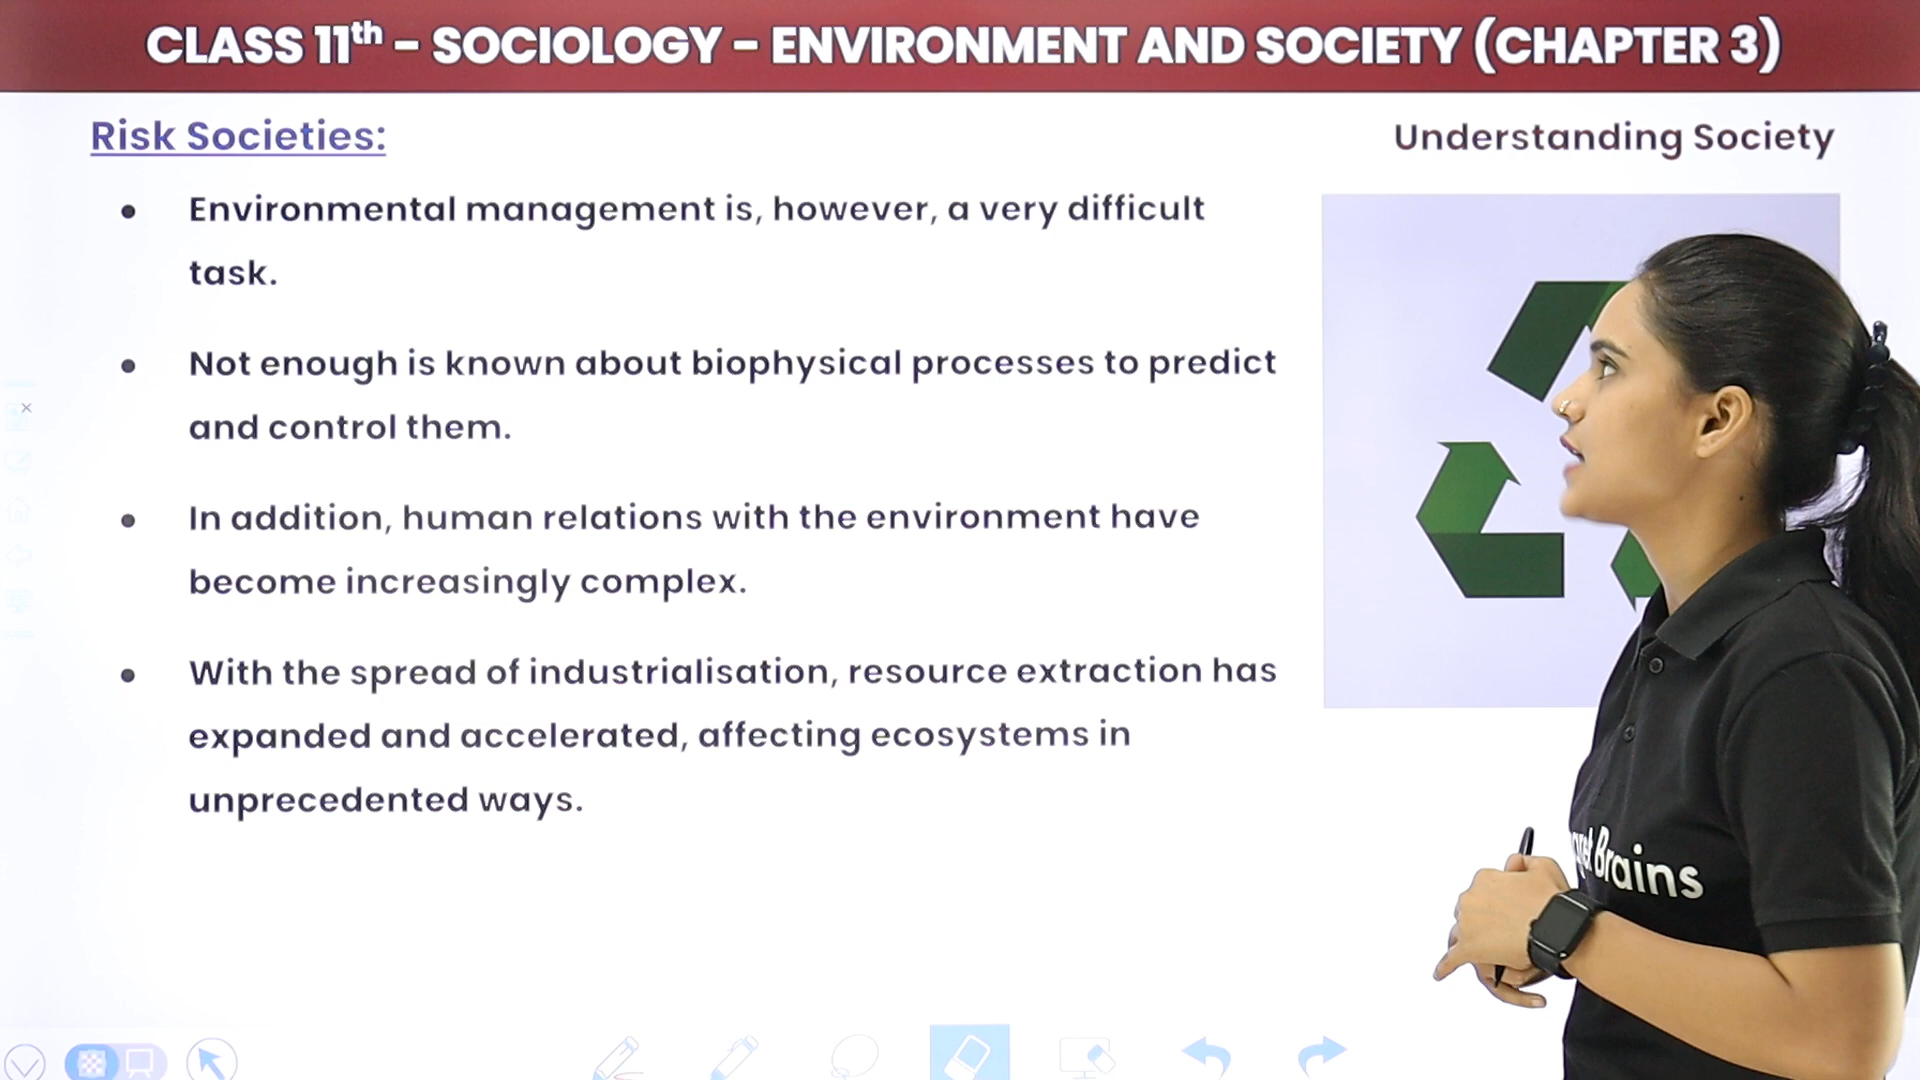 CLASS 11th - SOCIOLOGY - ENVIRONMENT AND SOCIETY (CHAPTER 3)
Risk Societies:
Understanding Society
• Environmental management is, however, a very difficult
task.
• Not enough is known about biophysical processes to predict
and control them.
• In addition, human relations with the environment have
become increasingly complex.
• With the spread of industrialisation, resource extraction has
expanded and accelerated, affecting ecosystems in
unprecedented ways.
Brains